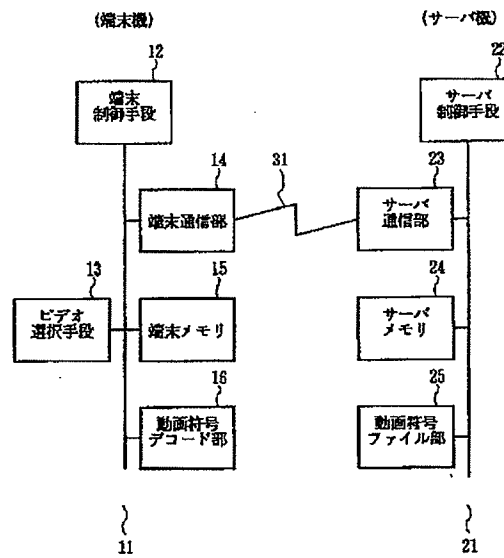 (端末機)
(サーバ機)
12
端末
制御手段
22
サーバ
制御手段
14
端末通信部
31
23
サーバ
通信部
13
ビデオ
選択手段
15
端末メモリ
24
サーバ
メモリ
16
動画符号
デコード部
25
動画符号
ファイル部
11
21